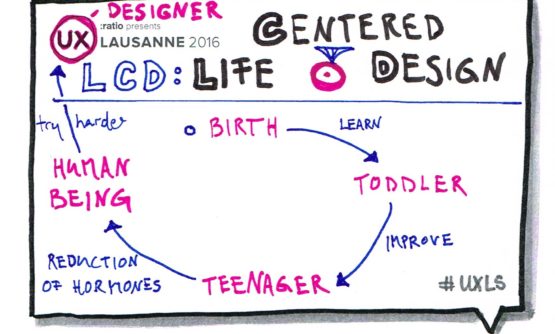 DESIGNER
UX :ratio presents
LAUSANNE 2016
CENTERED
LCD: LIFE DESIGN
try harder
BIRTH
LEARN
TODDLER
IMPROVE
TEENAGER
REDUCTION
OF HORMONES
HUMAN
BEING
#UXLS